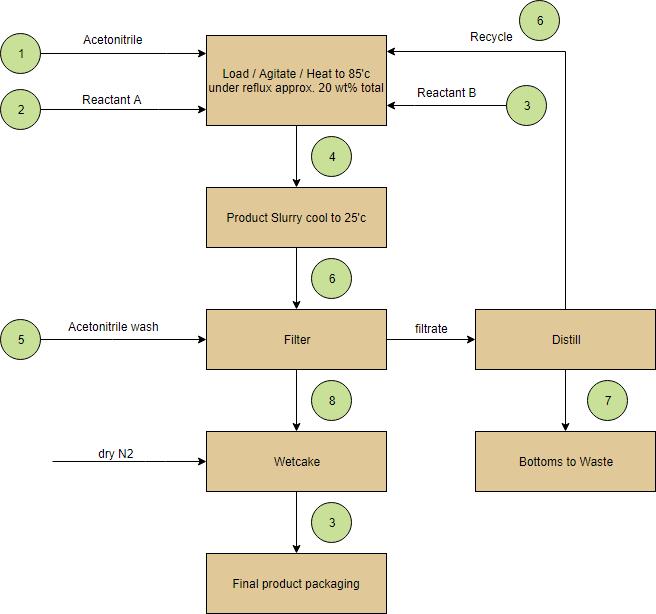 6
Acetonitrile
Recycle
1
Load / Agitate / Heat to 85'c
under reflux approx. 20 wt% total
Reactant A
Reactant B
2
3
4
Product Slurry cool to 25'c
6
Acetonitrile wash
filtrate
5
Filter
Distill
8
7
dry N2
Wetcake
Bottoms to Waste
3
Final product packaging